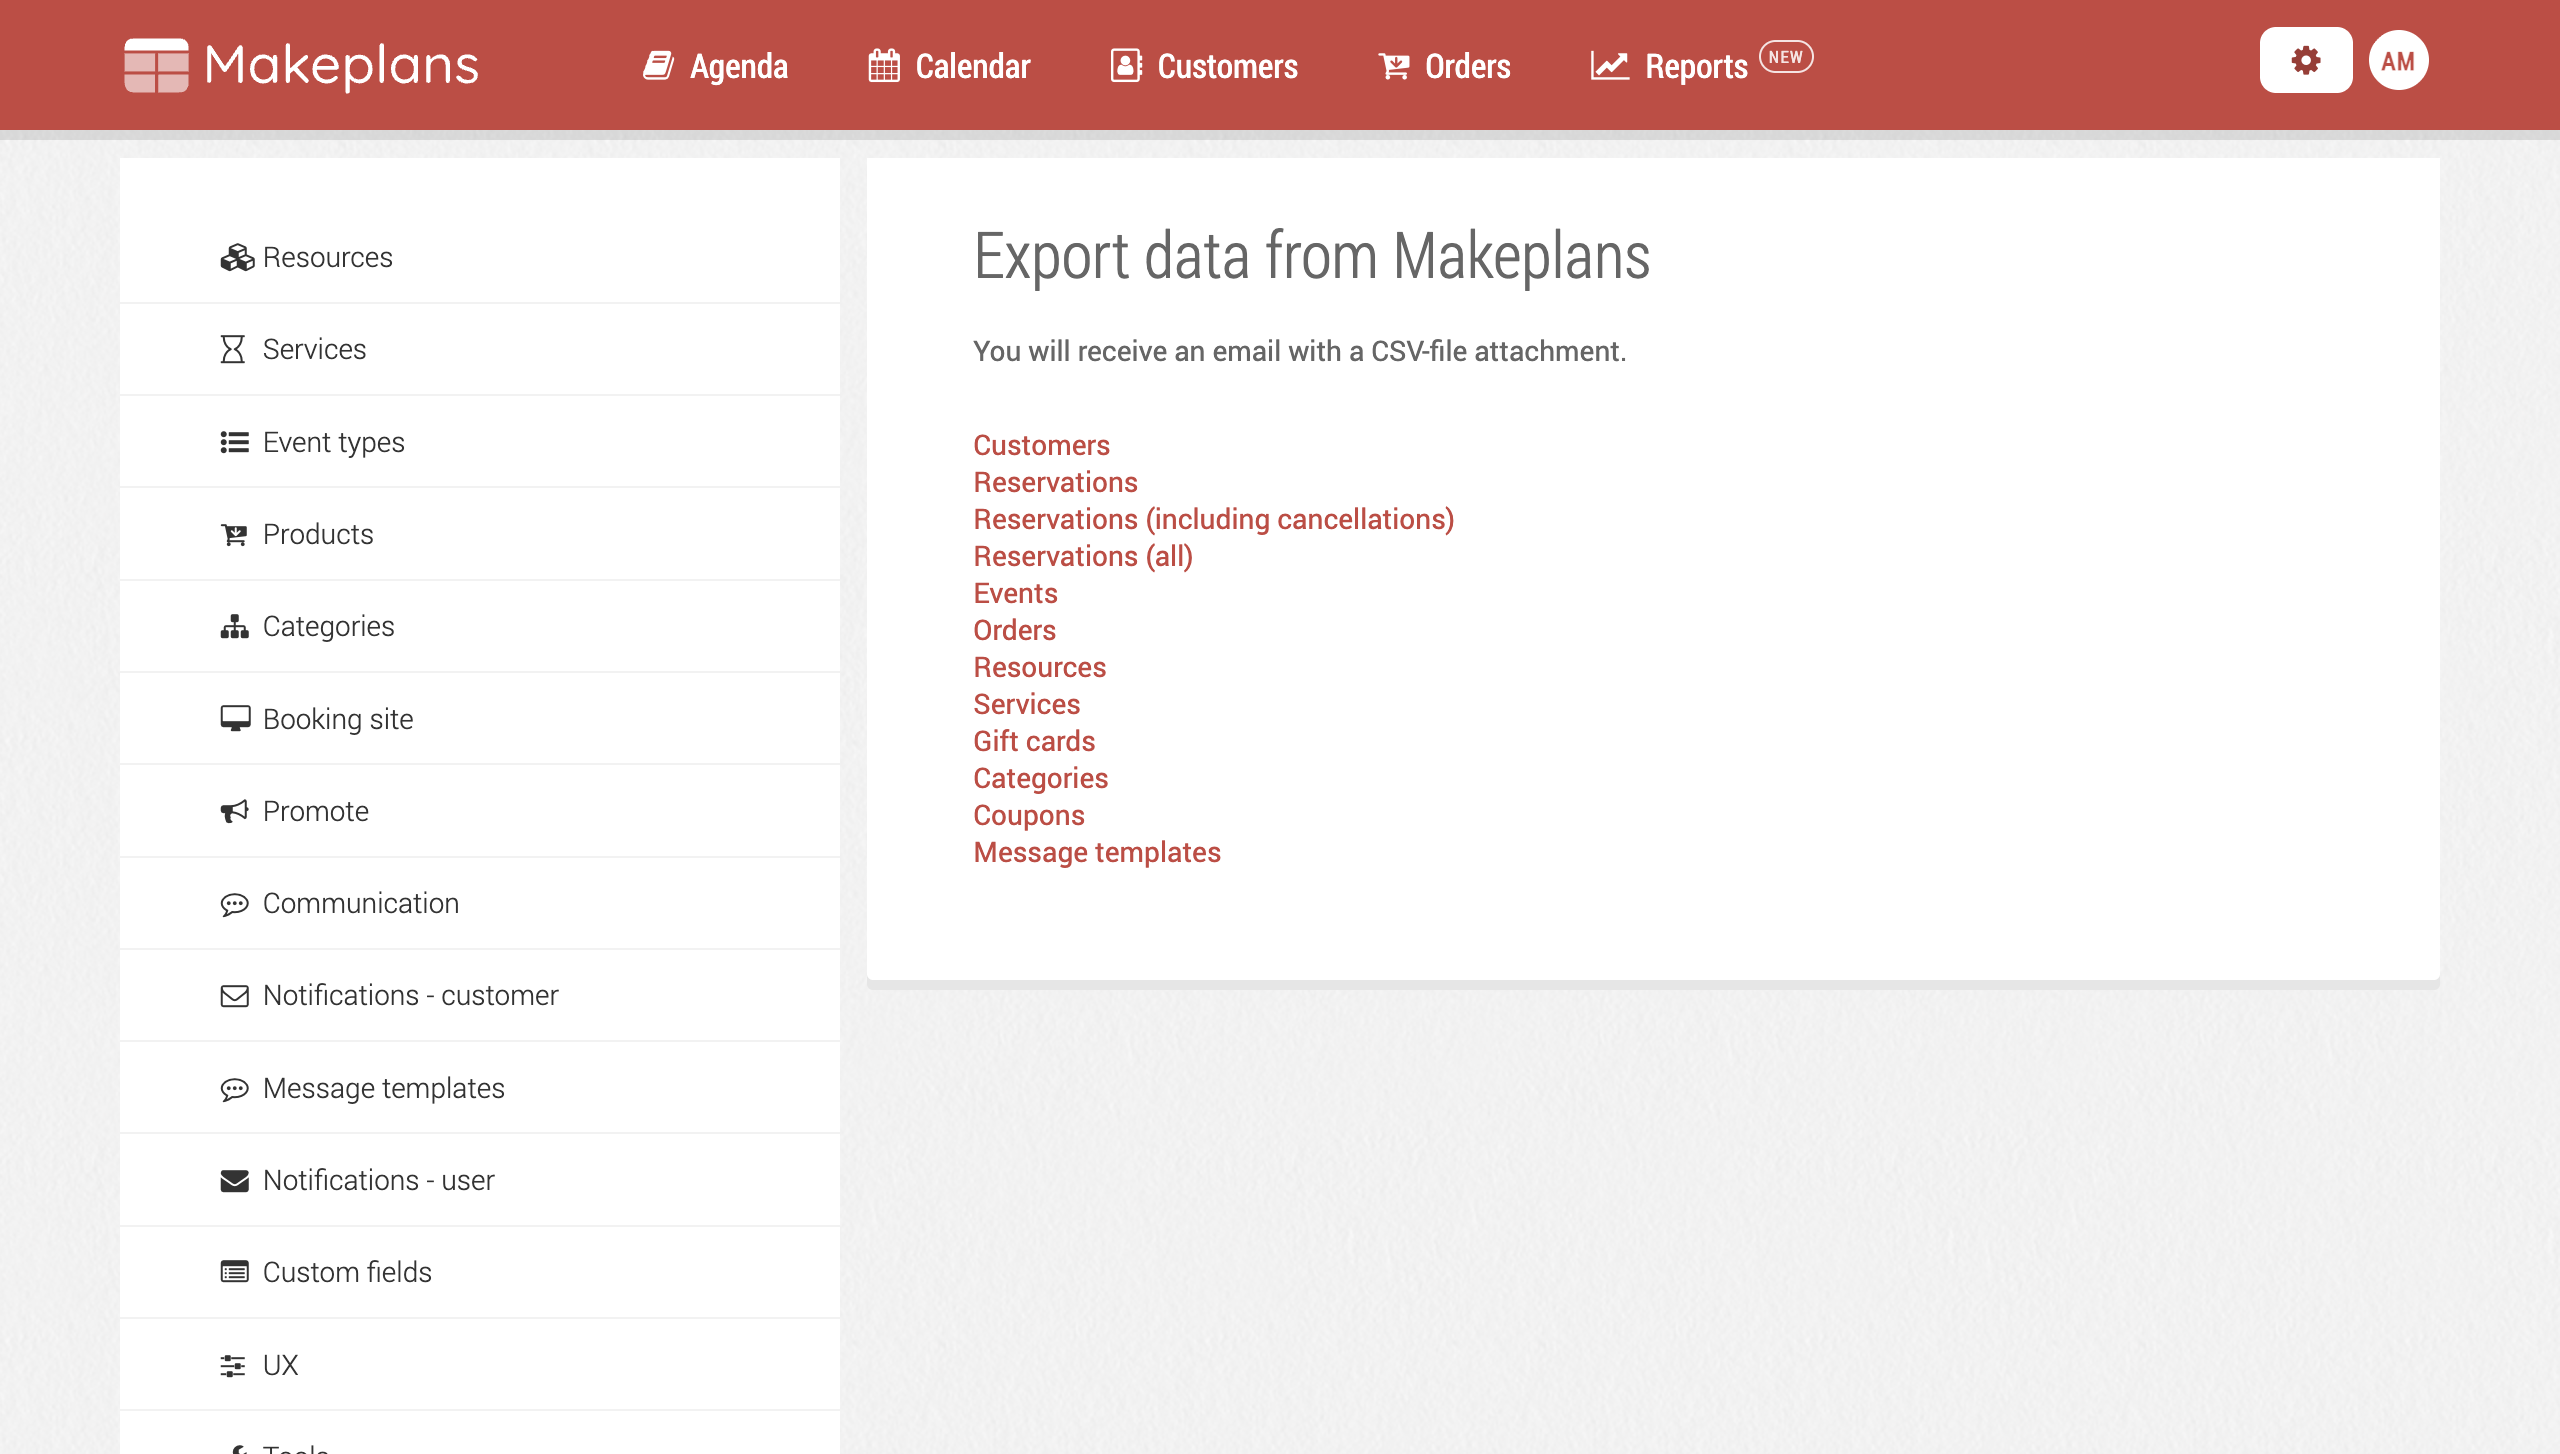 Makeplans
Agenda
Calendar
Customers
Orders
Reports
NEW
AM
Resources
Services
Event types
Products
Categories
Booking site
Promote
Communication
Notifications - customer
Message templates
Notifications - user
Custom fields
UX
Tools
Export data from Makeplans
You will receive an email with a CSV-file attachment.
Customers
Reservations
Reservations (including cancellations)
Reservations (all)
Events
Orders
Resources
Services
Gift cards
Categories
Coupons
Message templates